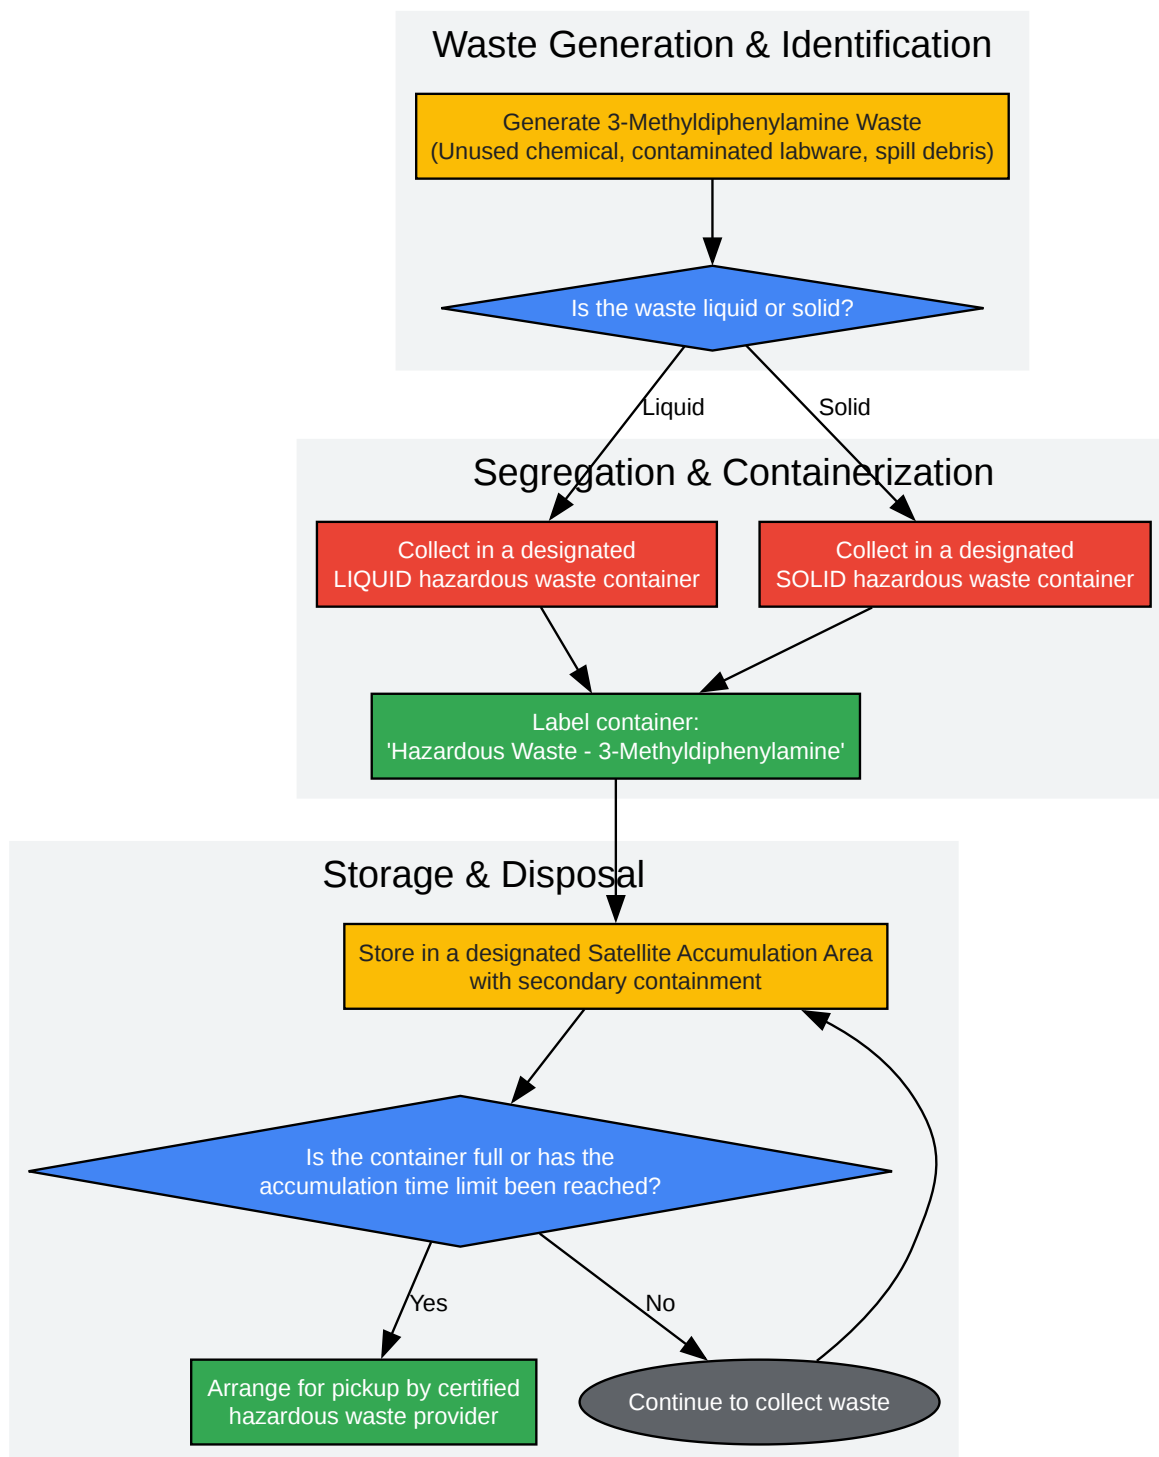 Waste Generation & Identification
Generate 3-Methyldiphenylamine Waste
(Unused chemical, contaminated labware, spill debris)
Is the waste liquid or solid?
Liquid
Solid
Segregation & Containerization
Collect in a designated
LIQUID hazardous waste container
Collect in a designated
SOLID hazardous waste container
Label container:
'Hazardous Waste - 3-Methyldiphenylamine'
Storage & Disposal
Store in a designated Satellite Accumulation Area
with secondary containment
Is the container full or has the
accumulation time limit been reached?
Yes
No
Arrange for pickup by certified
hazardous waste provider
Continue to collect waste